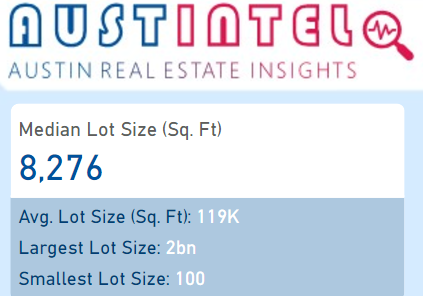 AUSTINTEL
AUSTIN REAL ESTATE INSIGHTS
Median Lot Size (Sq. Ft)
8,276
Avg. Lot Size (Sq. Ft): 119K
Largest Lot Size: 2bn
Smallest Lot Size: 100